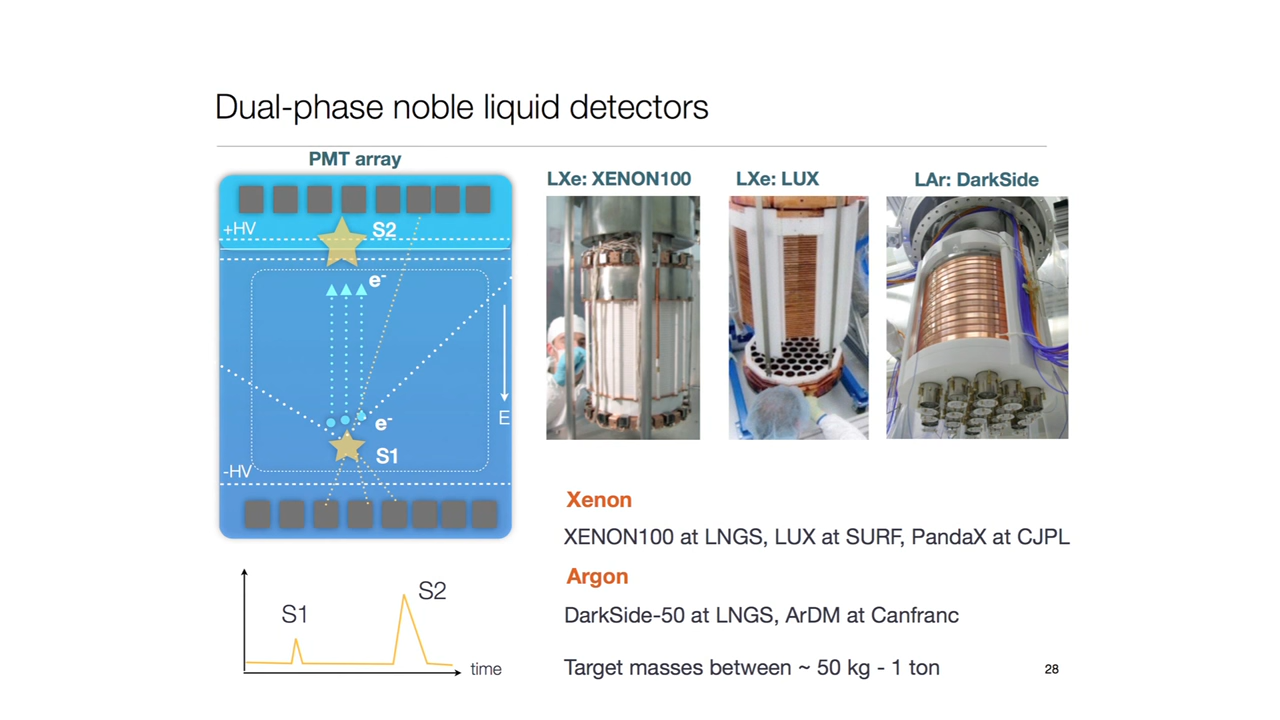 Dual-phase noble liquid detectors
PMT array
+HV
S2
e-
E
e-
S1
-HV
S1
S2
time
LXe: XENON100
LXe: LUX
LAr: DarkSide
Xenon
XENON100 at LNGS, LUX at SURF, PandaX at CJPL
Argon
DarkSide-50 at LNGS, ArDM at Canfranc
Target masses between ~ 50 kg - 1 ton
28